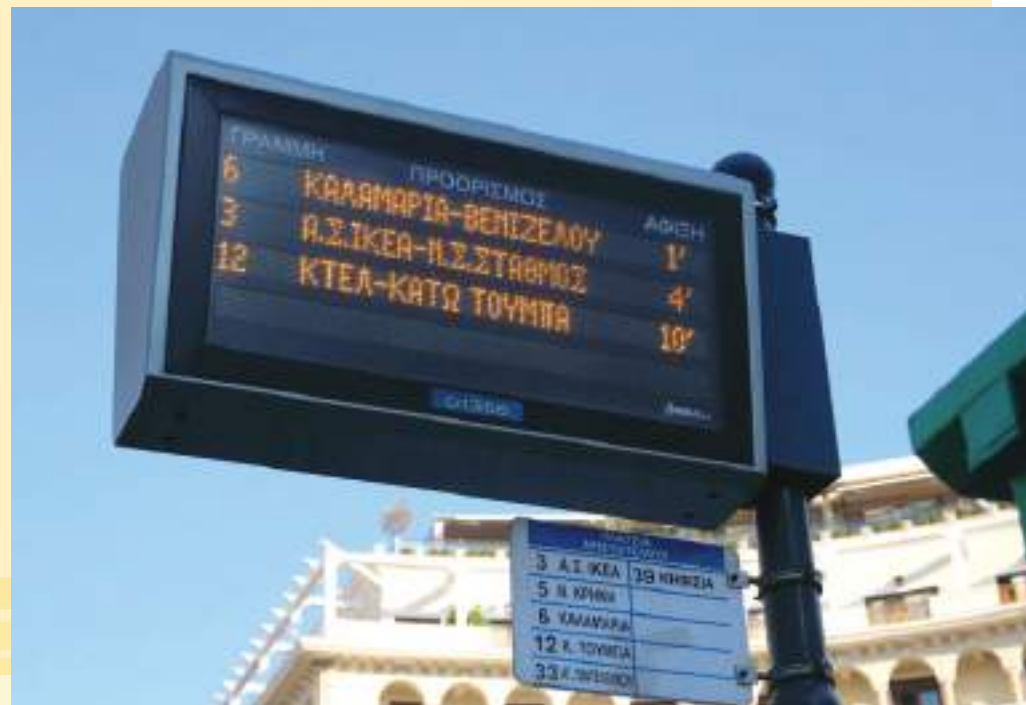 ΓΡΑΜΜΗ ΠΡΟΟΡΙΣΜΟΣ ΑΦΙΞΗ
6 ΚΑΛΑΜΑΡΙΑ-ΒΕΝΙΖΕΛΟΥ 1'
3 Α.Σ.ΙΚΕΑ-Ν.Σ.ΣΤΑΘΜΟΣ 4'
12 ΚΤΕΛ-ΚΑΤΩ ΤΟΥΜΠΑ 10'
3 Α.Σ. ΙΚΕΑ 39 ΚΗΦΙΣΙΑ
5 Ν. ΚΡΗΝΗ
6 ΚΑΛΑΜΑΡΙΑ
12 Κ. ΤΟΥΜΠΑ
33